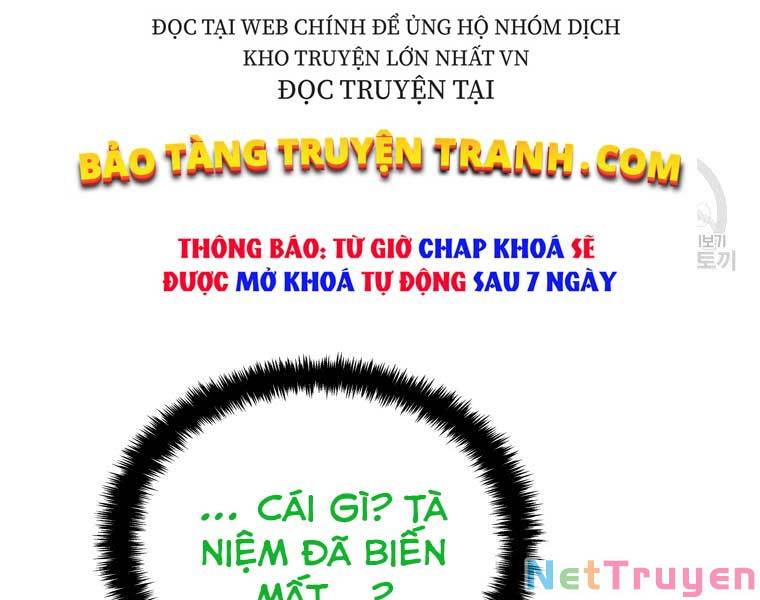 ĐỌC TẠI WEB CHÍNH ĐỂ ỦNG HỘ NHÓM DỊCH
KHO TRUYỆN LỚN NHẤT VN
ĐỌC TRUYỆN TẠI
BẢO TÀNG TRUYỆN TRANH.COM
보기
토끼
THÔNG BÁO: TỪ GIỜ CHAP KHOÁ SẼ
ĐƯỢC MỞ KHOÁ TỰ ĐỘNG SAU 7 NGÀY
... CÁI GÌ? TÀ
NIỆM ĐÃ BIẾN
MẤT...?
NetTruyen